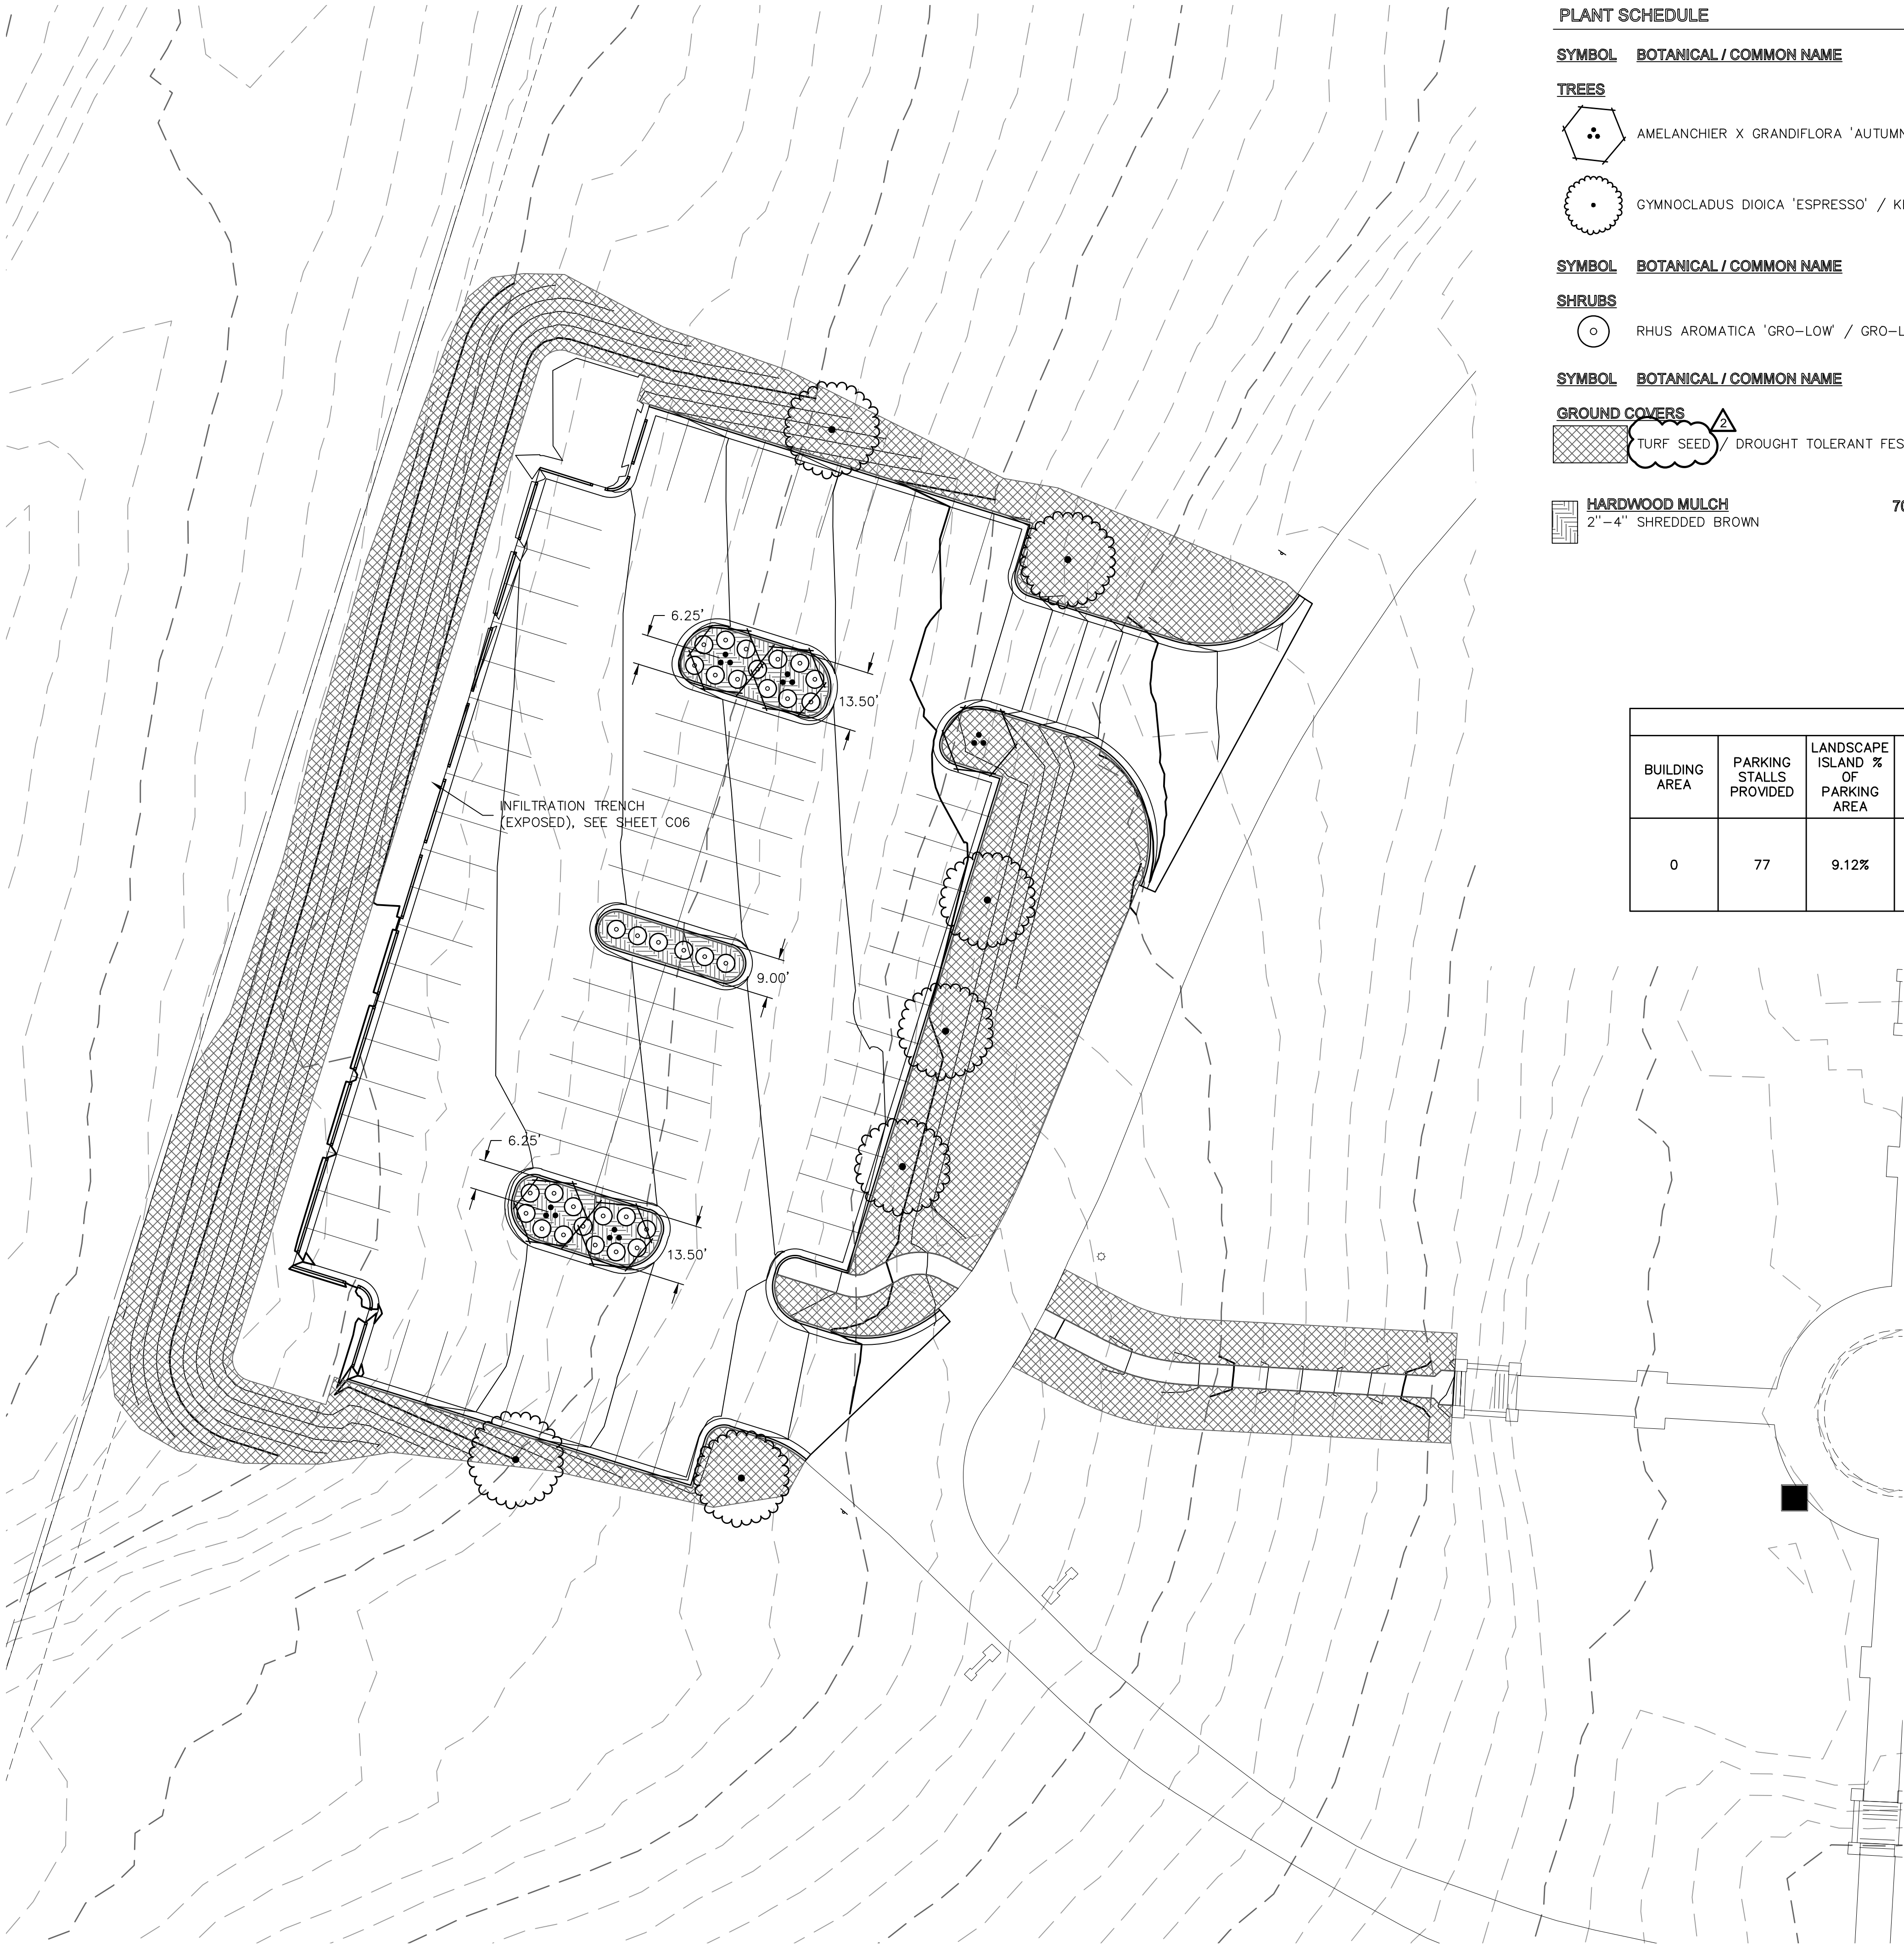 PLANT SCHEDULE
SYMBOL BOTANICAL / COMMON NAME
TREES
AMELANCHIER X GRANDIFLORA 'AUTUMN
GYMNOCLADUS DIOICA 'ESPRESSO' /
SYMBOL BOTANICAL / COMMON NAME
SHRUBS
RHUS AROMATICA 'GRO-LOW' / GRO-L
SYMBOL BOTANICAL / COMMON NAME
GROUND COVERS
2
TURF SEED / DROUGHT TOLERANT FES
HARDWOOD MULCH 70
2"-4" SHREDDED BROWN
BUILDING AREA
PARKING STALLS PROVIDED
LANDSCAPE ISLAND % OF PARKING AREA
0 77 9.12%
6.25'
13.50'
INFILTRATION TRENCH
(EXPOSED), SEE SHEET C06
9.00'
6.25'
13.50'